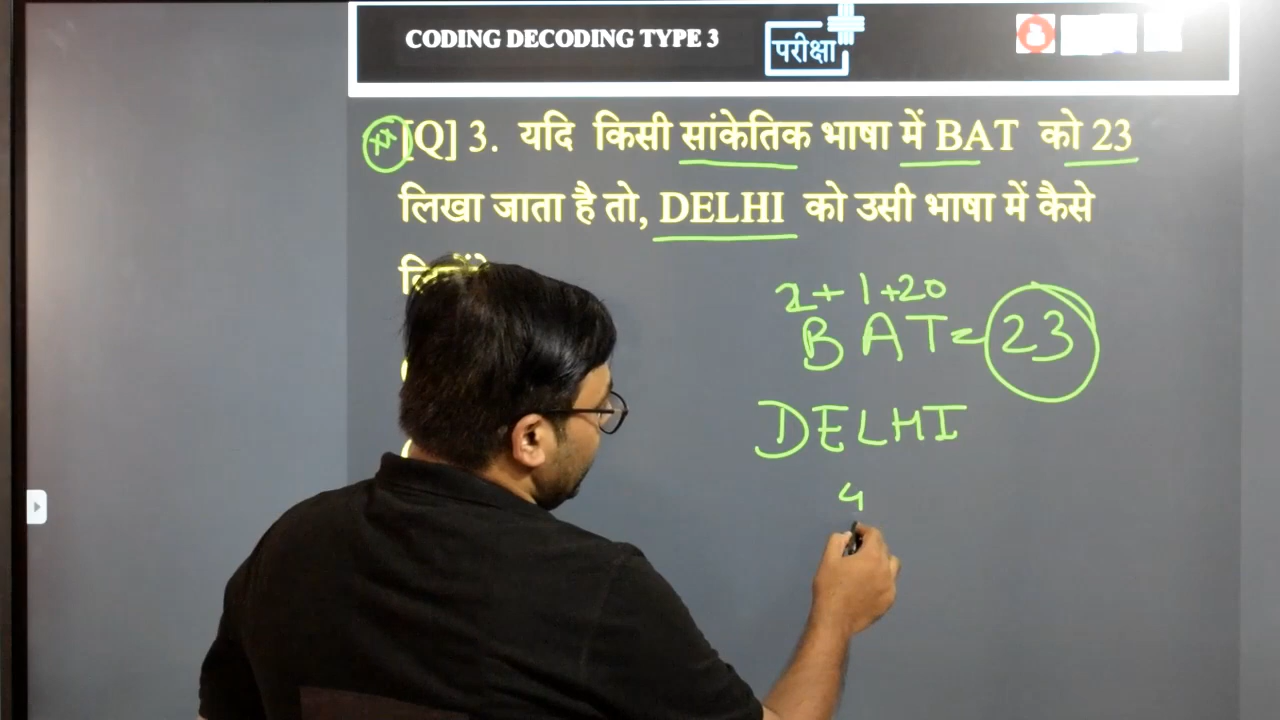 CODING DECODING TYPE 3
परीक्षा
[Q] 3. यदि किसी सांकेतिक भाषा में BAT को 23
लिखा जाता है तो, DELHI को उसी भाषा में कैसे
2+1+20
BAT=23
DELHI
4